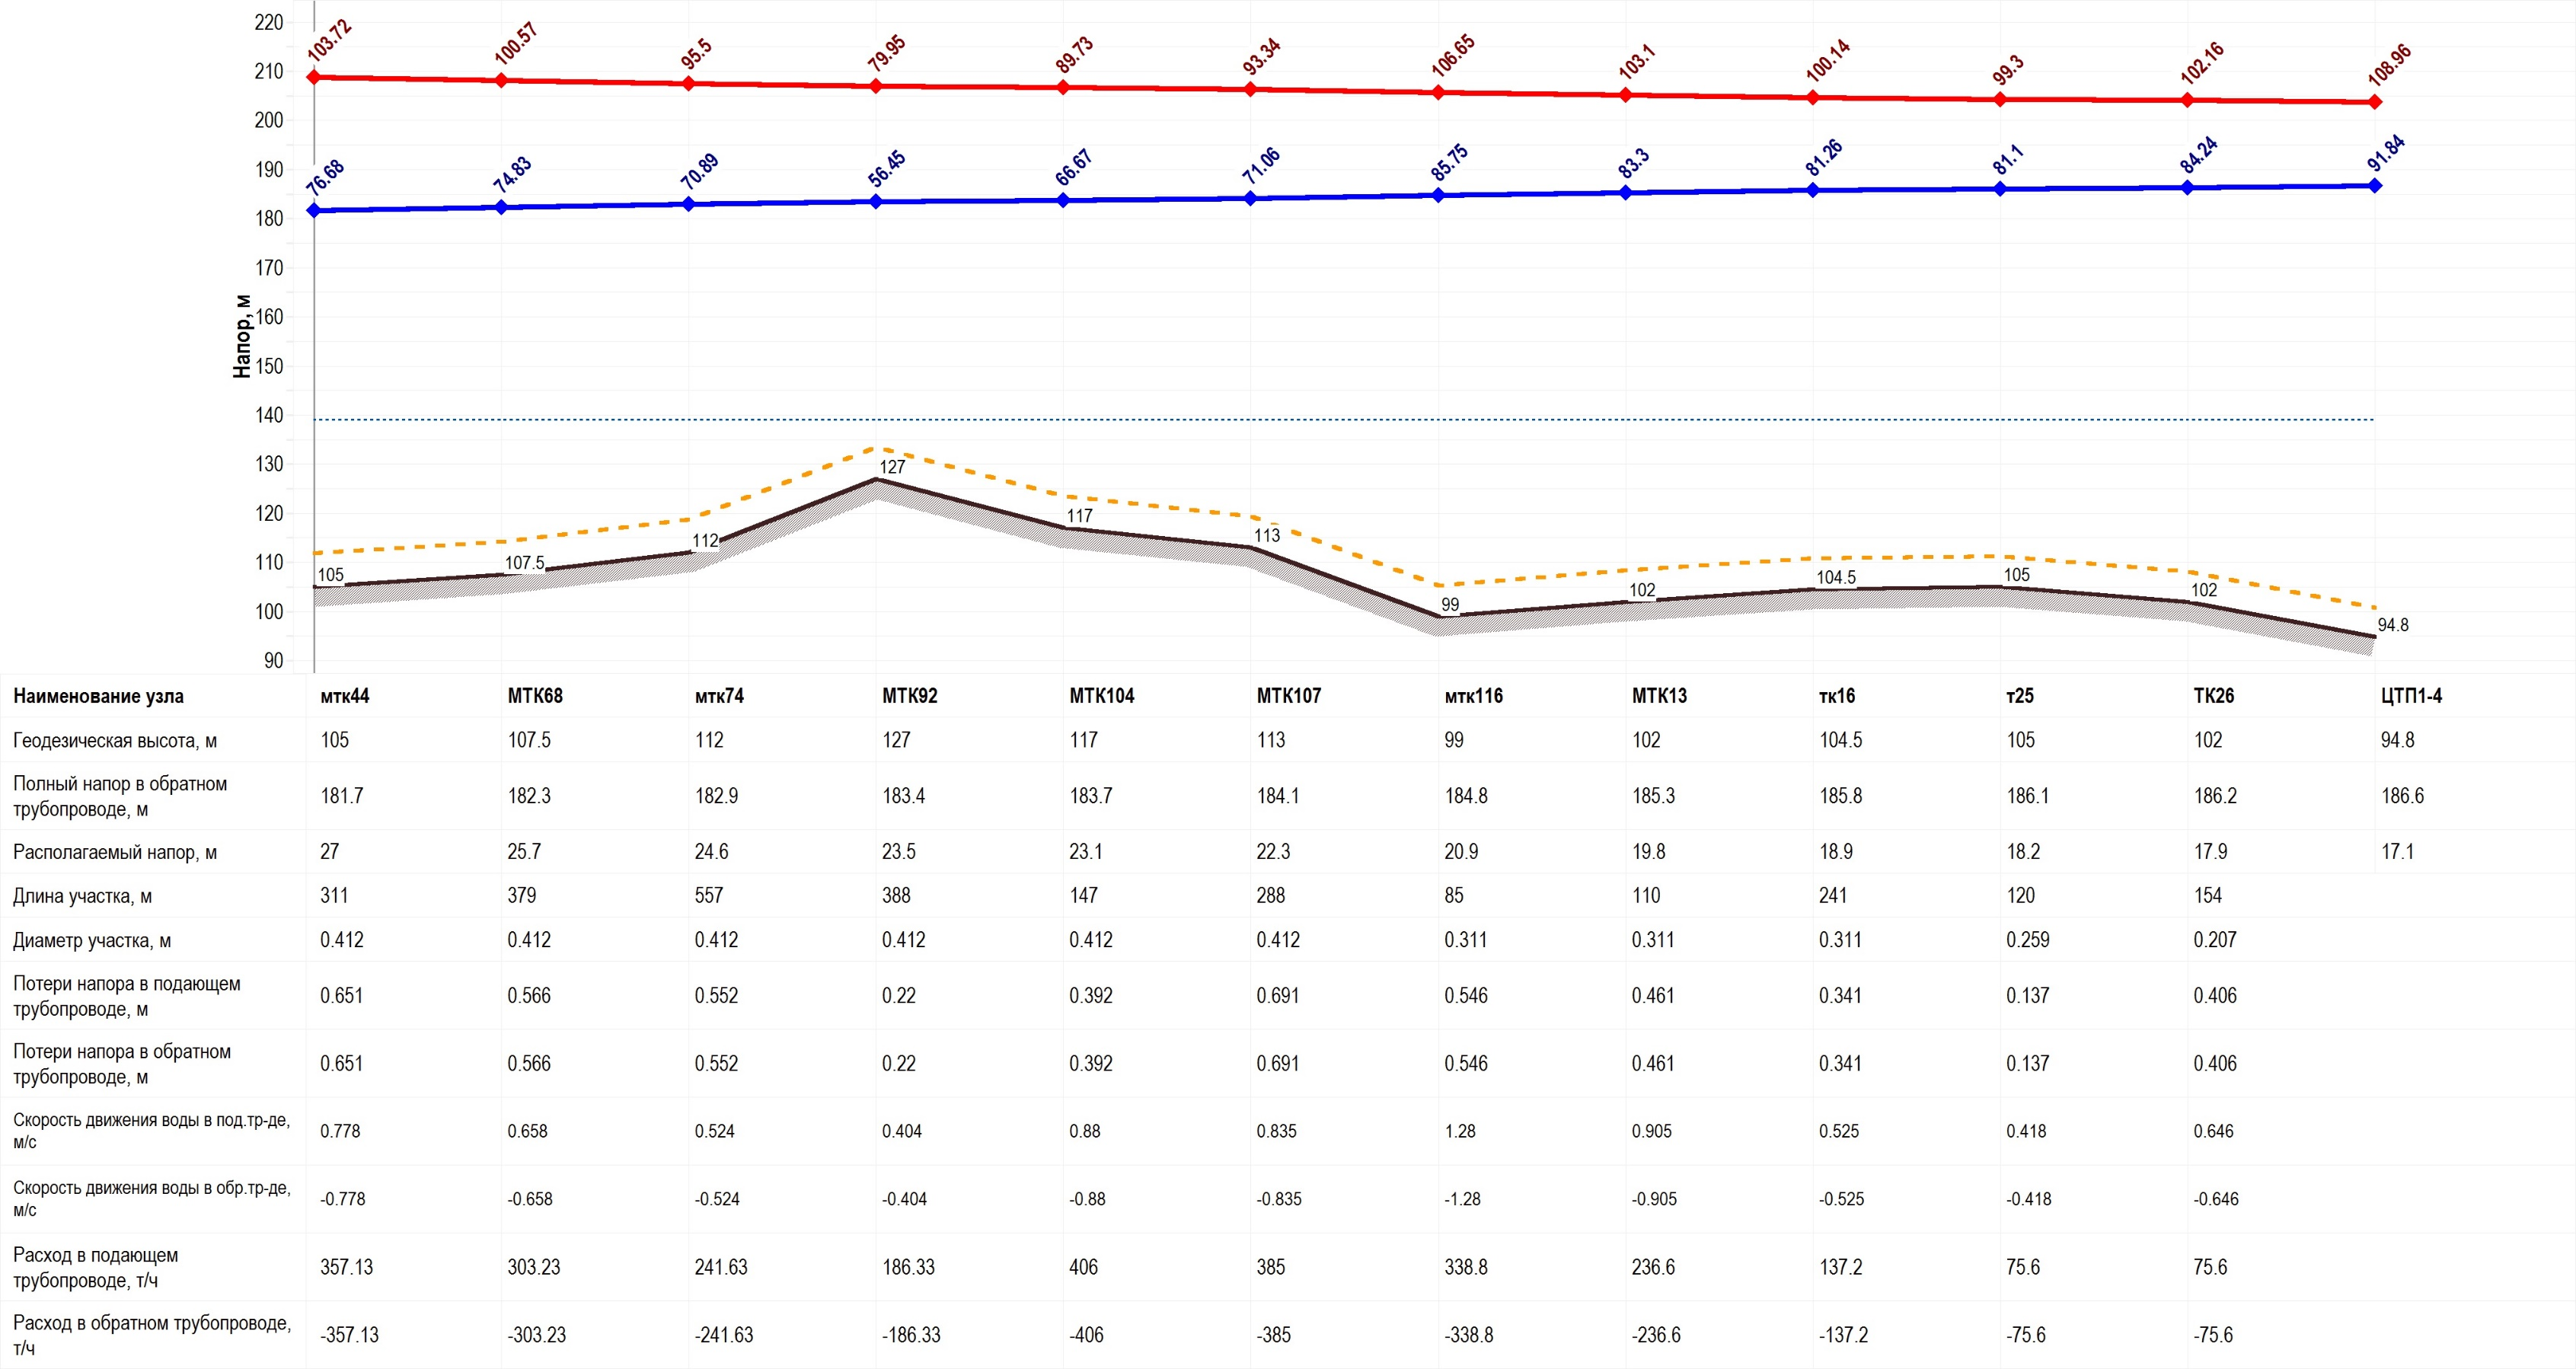 220
210
200
190
180
170
160
150
140
130
120
110
100
90
Напор, м
103.72
100.57
95.5
79.95
89.73
93.34
106.65
103.1
100.14
99.3
102.16
108.96
76.68
74.83
70.89
56.45
66.67
71.06
85.75
83.3
81.26
81.1
84.24
91.84
105
107.5
112
127
117
113
99
102
104.5
105
102
94.8
Наименование узла мтк44 МТК68 мтк74 МТК92 МТК104 МТК107 мтк116 МТК13 тк16 т25 ТК26 ЦТП1-4
Геодезическая высота, м 105 107.5 112 127 117 113 99 102 104.5 105 102 94.8
Полный напор в обратном
трубопроводе, м 181.7 182.3 182.9 183.4 183.7 184.1 184.8 185.3 185.8 186.1 186.2 186.6
Располагаемый напор, м 27 25.7 24.6 23.5 23.1 22.3 20.9 19.8 18.9 18.2 17.9 17.1
Длина участка, м 311 379 557 388 147 288 85 110 241 120 154
Диаметр участка, м 0.412 0.412 0.412 0.412 0.412 0.412 0.311 0.311 0.311 0.259 0.207
Потери напора в подающем
трубопроводе, м 0.651 0.566 0.552 0.22 0.392 0.691 0.546 0.461 0.341 0.137 0.406
Потери напора в обратном
трубопроводе, м 0.651 0.566 0.552 0.22 0.392 0.691 0.546 0.461 0.341 0.137 0.406
Скорость движения воды в под.тр-де,
м/с 0.778 0.658 0.524 0.404 0.88 0.835 1.28 0.905 0.525 0.418 0.646
Скорость движения воды в обр.тр-де,
м/с -0.778 -0.658 -0.524 -0.404 -0.88 -0.835 -1.28 -0.905 -0.525 -0.418 -0.646
Расход в подающем
трубопроводе, т/ч 357.13 303.23 241.63 186.33 406 385 338.8 236.6 137.2 75.6 75.6
Расход в обратном трубопроводе,
т/ч -357.13 -303.23 -241.63 -186.33 -406 -385 -338.8 -236.6 -137.2 -75.6 -75.6